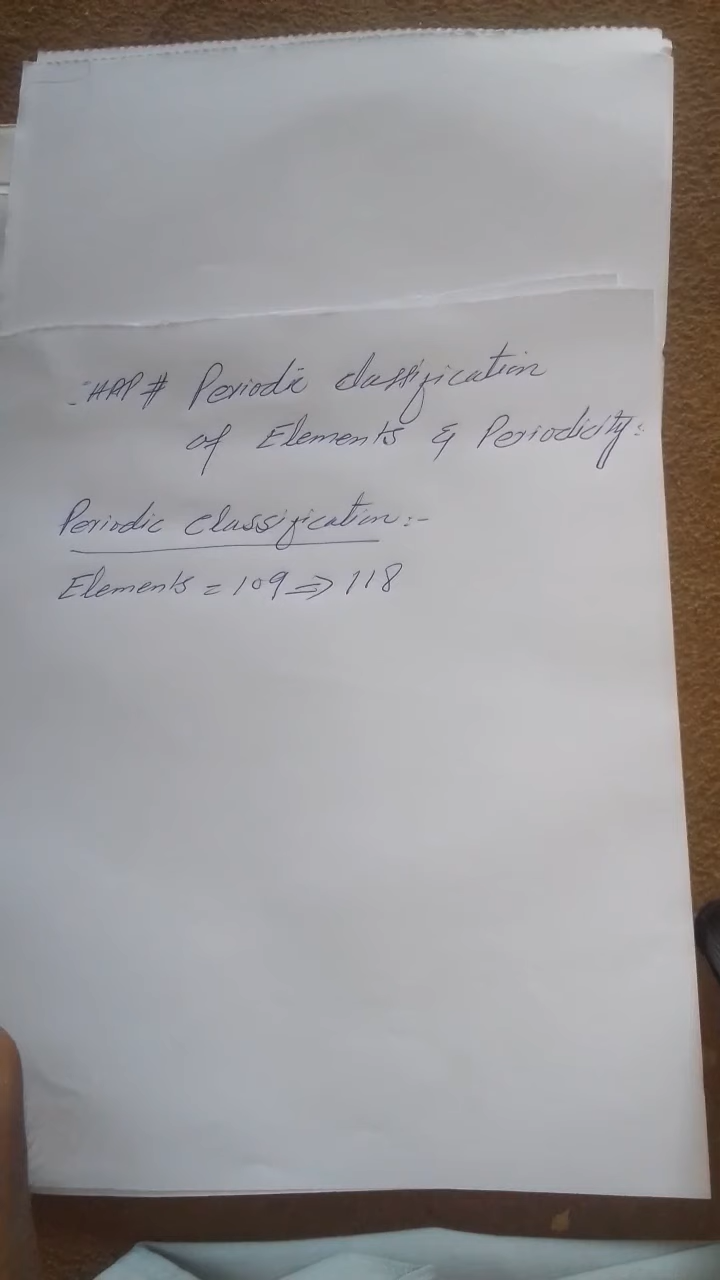 CHAP # Periodic classification
of Elements & Periodicity:
Periodic classification:-
Elements = 109 => 118